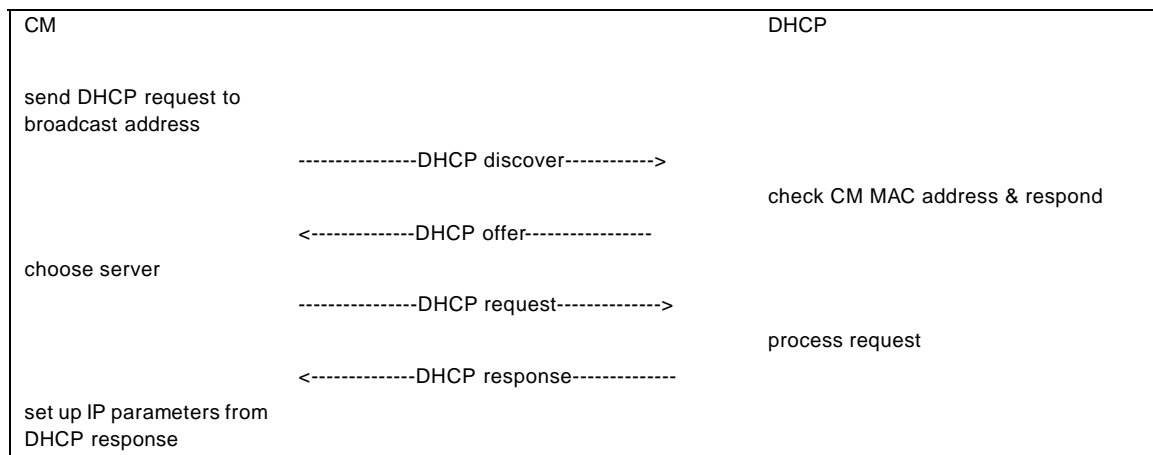 CM DHCP
send DHCP request to
broadcast address
----------------DHCP discover------------>
check CM MAC address & respond
<--------------DHCP offer-----------------
choose server
----------------DHCP request-------------->
process request
<--------------DHCP response--------------
set up IP parameters from
DHCP response